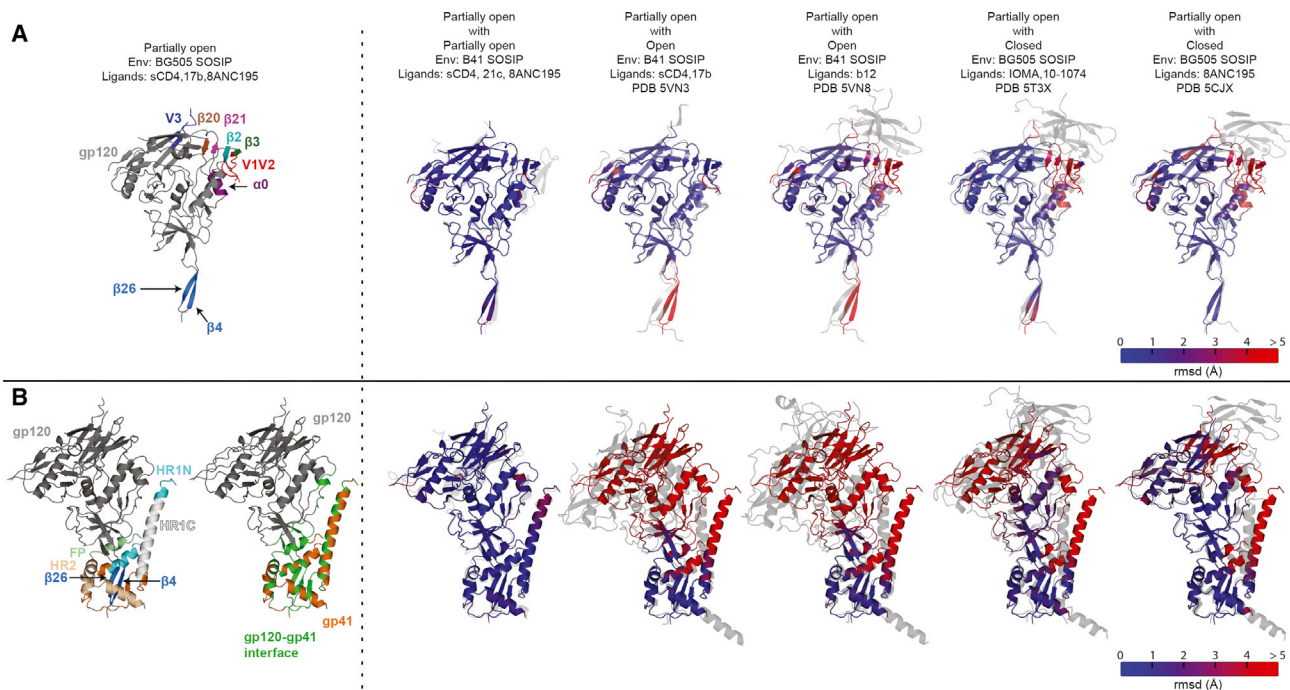 A
Partially open
Env: BG505 SOSIP
Ligands: sCD4,17b,8ANC195
Partially open
with
Partially open
Env: B41 SOSIP
Ligands: sCD4, 21c, 8ANC195
Partially open
with
Open
Env: B41 SOSIP
Ligands: sCD4,17b
PDB 5VN3
Partially open
with
Open
Env: B41 SOSIP
Ligands: b12
PDB 5VN8
Partially open
with
Closed
Env: BG505 SOSIP
Ligands: IOMA,10-1074
PDB 5T3X
Partially open
with
Closed
Env: BG505 SOSIP
Ligands: 8ANC195
PDB 5CJX
V3
β20
β21
β2
β3
gp120
V1V2
α0
β26
β4
0 1 2 3 4 >5
rmsd (Å)
B
gp120
HR1N
HR1C
FP
HR2
β26
β4
gp120
gp41
gp120-gp41
interface
0 1 2 3 4 >5
rmsd (Å)